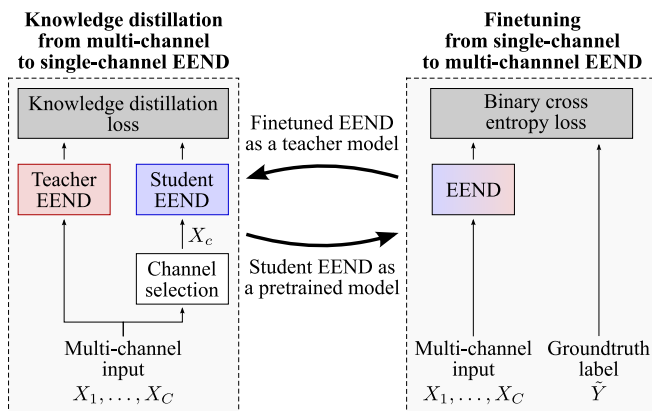 Knowledge distillation
from multi-channel
to single-channel EEND
Knowledge distillation
loss
Teacher
EEND
Student
EEND
X_c
Channel
selection
Multi-channel
input
X_1, . . . , X_C
Finetuned EEND
as a teacher model
Student EEND as
a pretrained model
Finetuning
from single-channel
to multi-channnel EEND
Binary cross
entropy loss
EEND
Multi-channel
input
X_1, . . . , X_C
Groundtruth
label
Ỹ